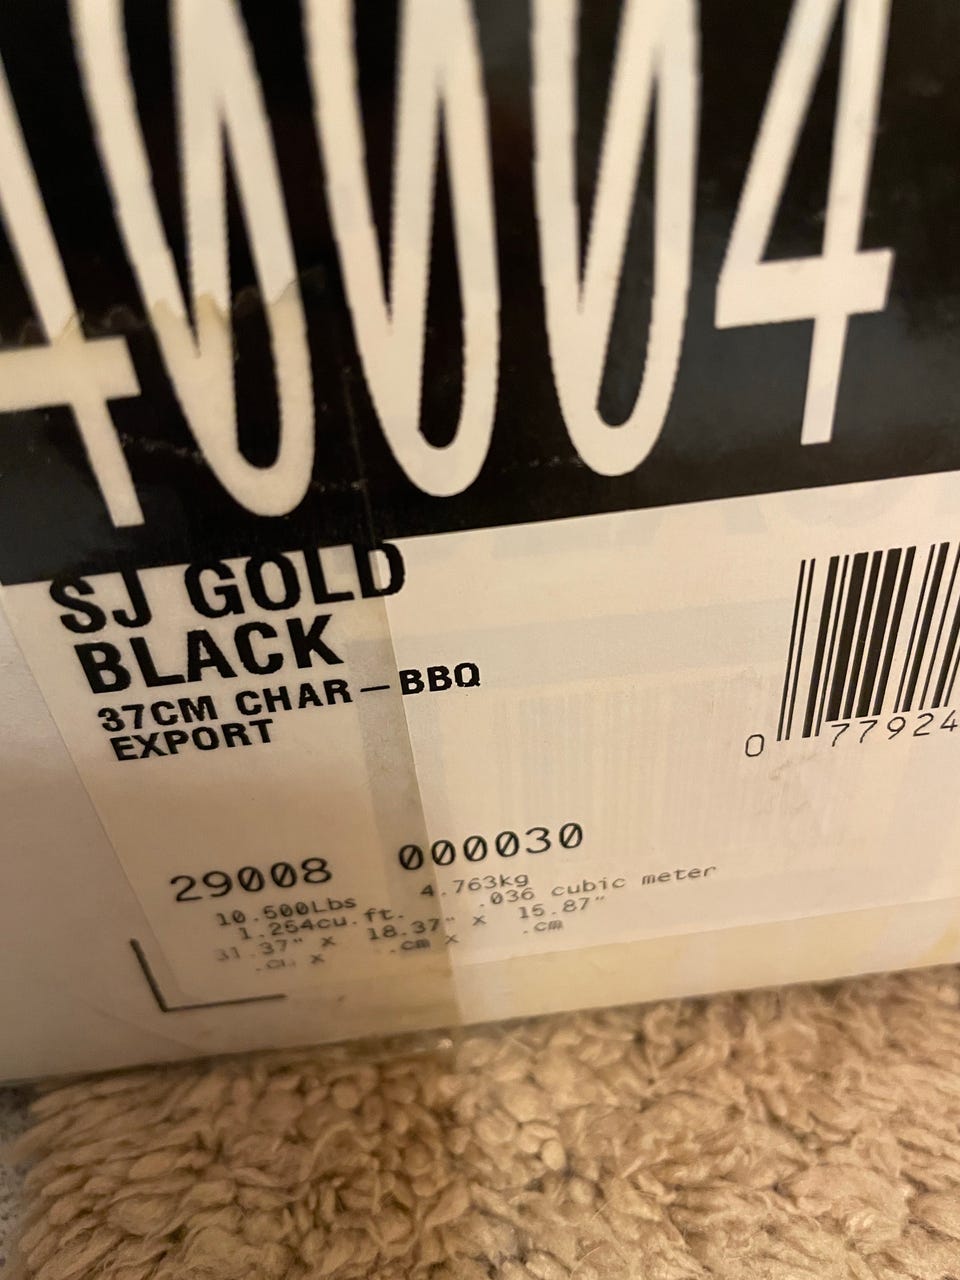 40004
SJ GOLD
BLACK
37CM CHAR-BBQ
EXPORT
0 77924
29008 000030
10.500Lbs 4.763kg
1.254cu.ft. .036 cubic meter
31.37" x 18.37" x 15.87"
.cm x .cm x .cm